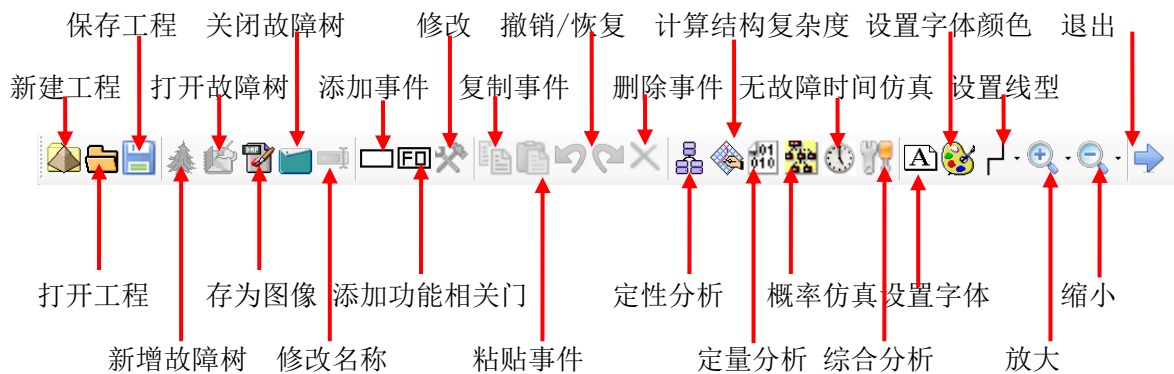 保存工程 关闭故障树 修改 撤销/恢复 计算结构复杂度 设置字体颜色 退出
新建工程 打开故障树 添加事件 复制事件 删除事件 无故障时间仿真 设置线型
BMP FD 01 010 A
打开工程 存为图像 添加功能相关门 定性分析 概率仿真 设置字体 缩小
新增故障树 修改名称 粘贴事件 定量分析 综合分析 放大